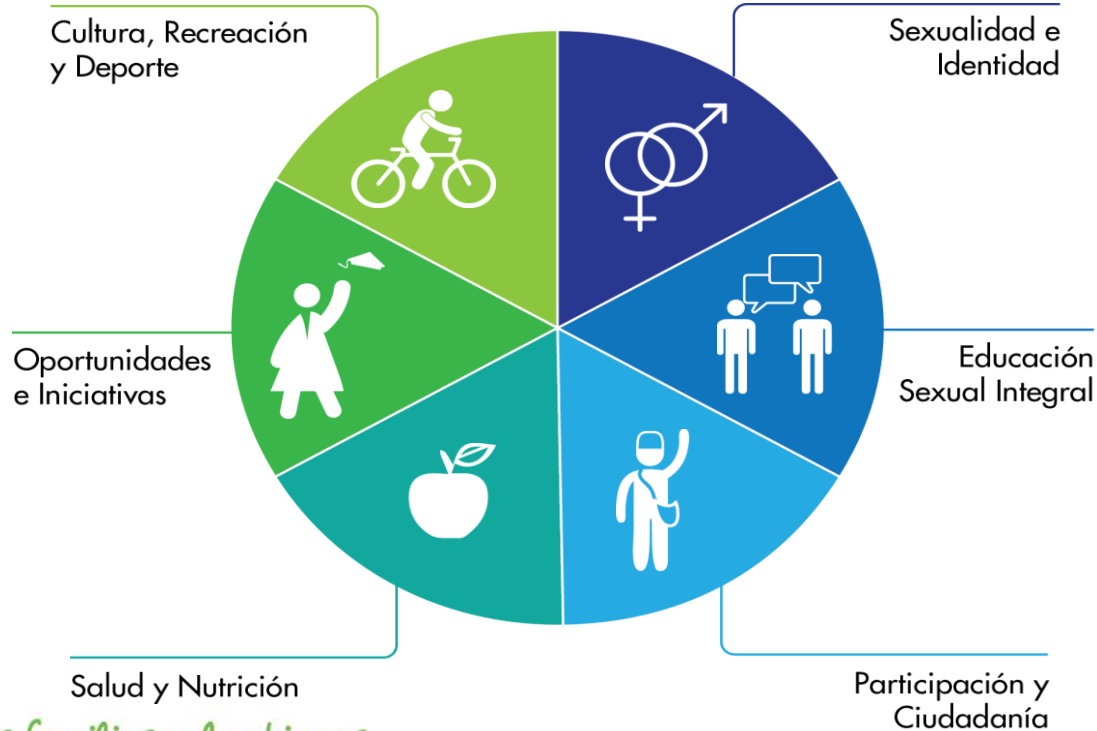 Cultura, Recreación
y Deporte
Sexualidad e
Identidad
Oportunidades
e Iniciativas
Educación
Sexual Integral
Salud y Nutrición
Participación y
Ciudadanía